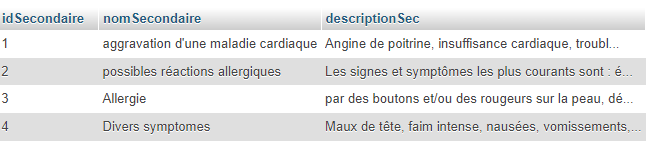 idSecondaire nomSecondaire descriptionSec
1 aggravation d'une maladie cardiaque Angine de poitrine, insuffisance cardiaque, troubl...
2 possibles réactions allergiques Les signes et symptômes les plus courants sont : é...
3 Allergie par des boutons et/ou des rougeurs sur la peau, dé...
4 Divers symptomes Maux de tête, faim intense, nausées, vomissements,...